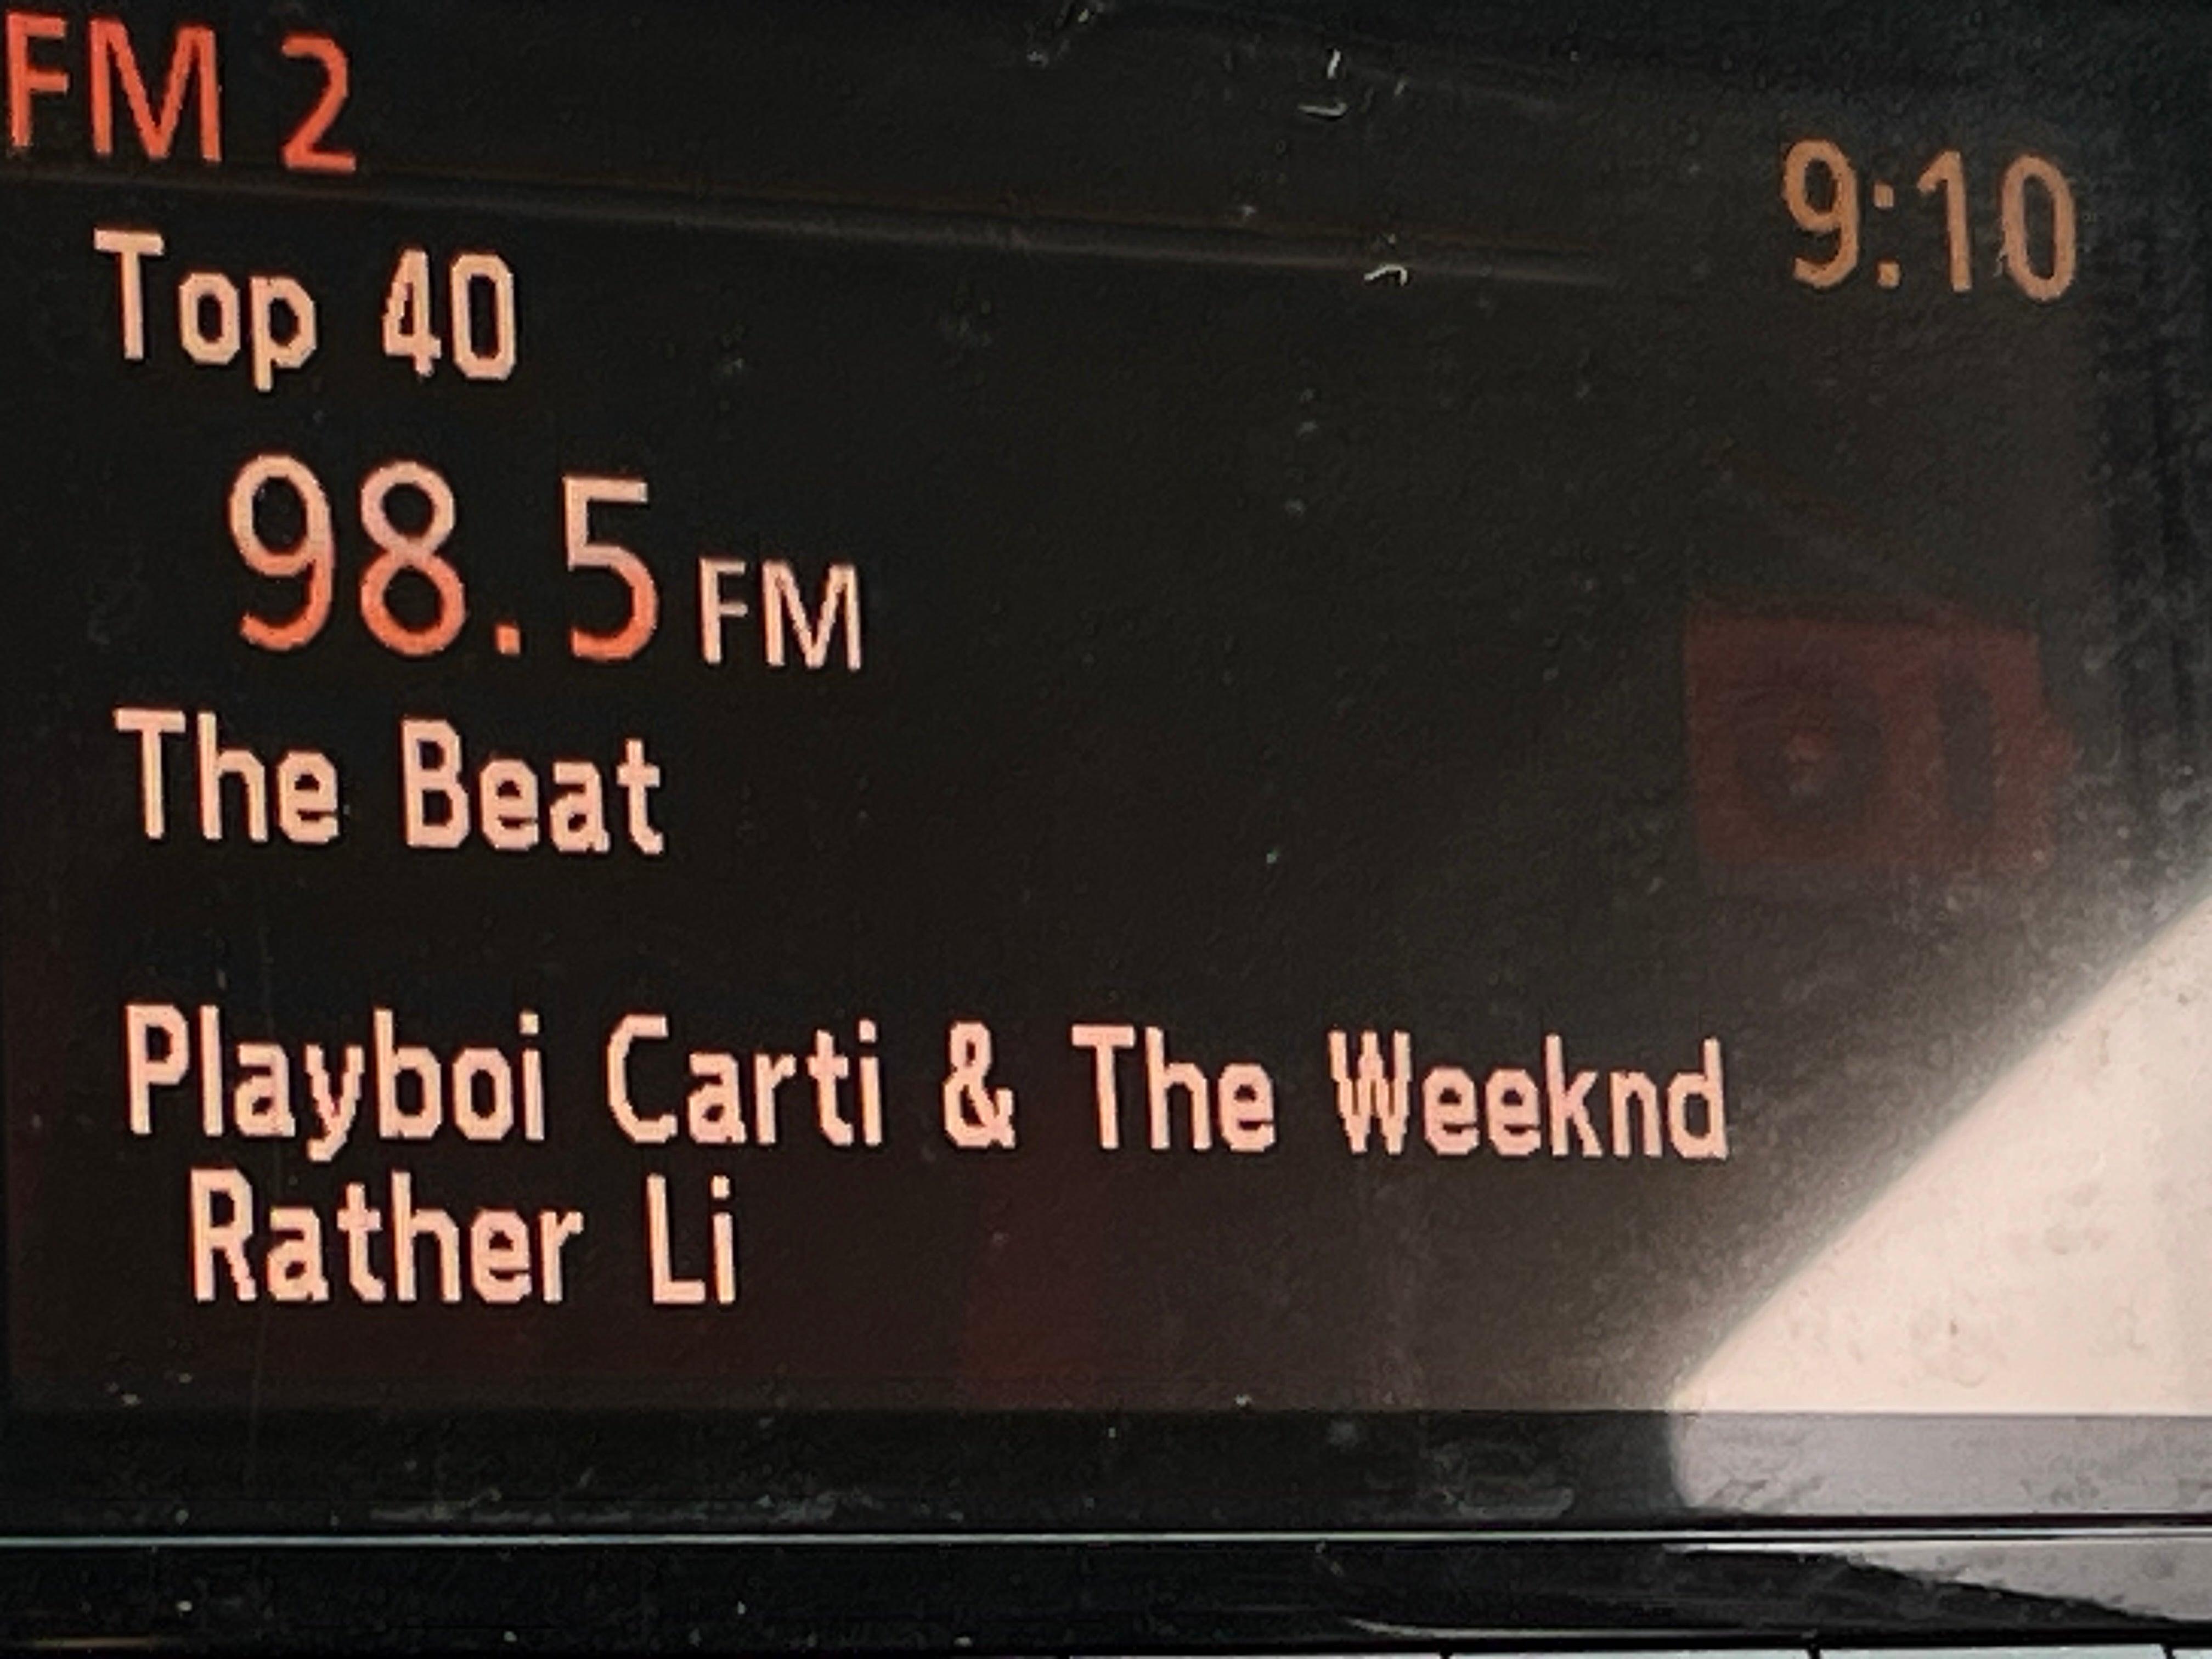 FM 2
9:10
Top 40
98.5 FM
The Beat
Playboi Carti & The Weeknd
Rather Li